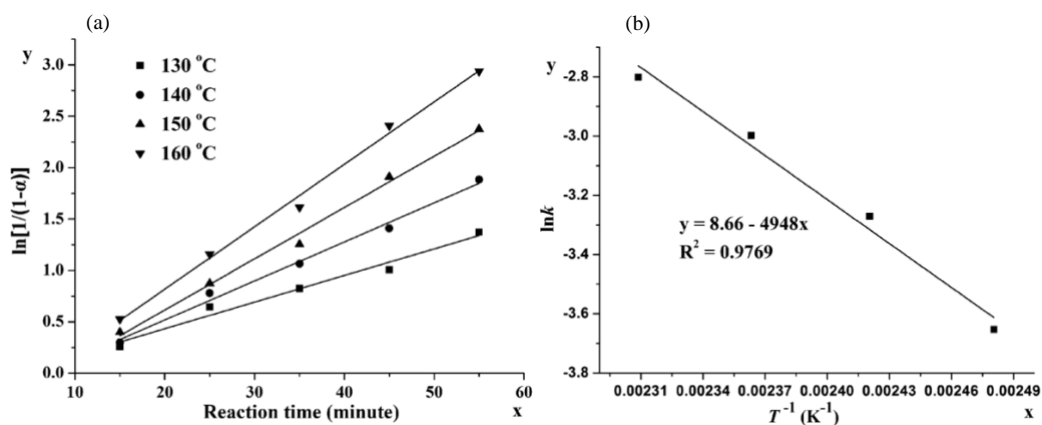 (a)
y
3.0
2.5
2.0
1.5
1.0
0.5
0.0
ln[1/(1-α)]
130 °C
140 °C
150 °C
160 °C
10 20 30 40 50 60
Reaction time (minute)
x
(b)
y
-2.8
-3.0
-3.2
-3.4
-3.6
-3.8
lnk
y = 8.66 - 4948x
R² = 0.9769
0.00231 0.00234 0.00237 0.00240 0.00243 0.00246 0.00249
T⁻¹ (K⁻¹)
x